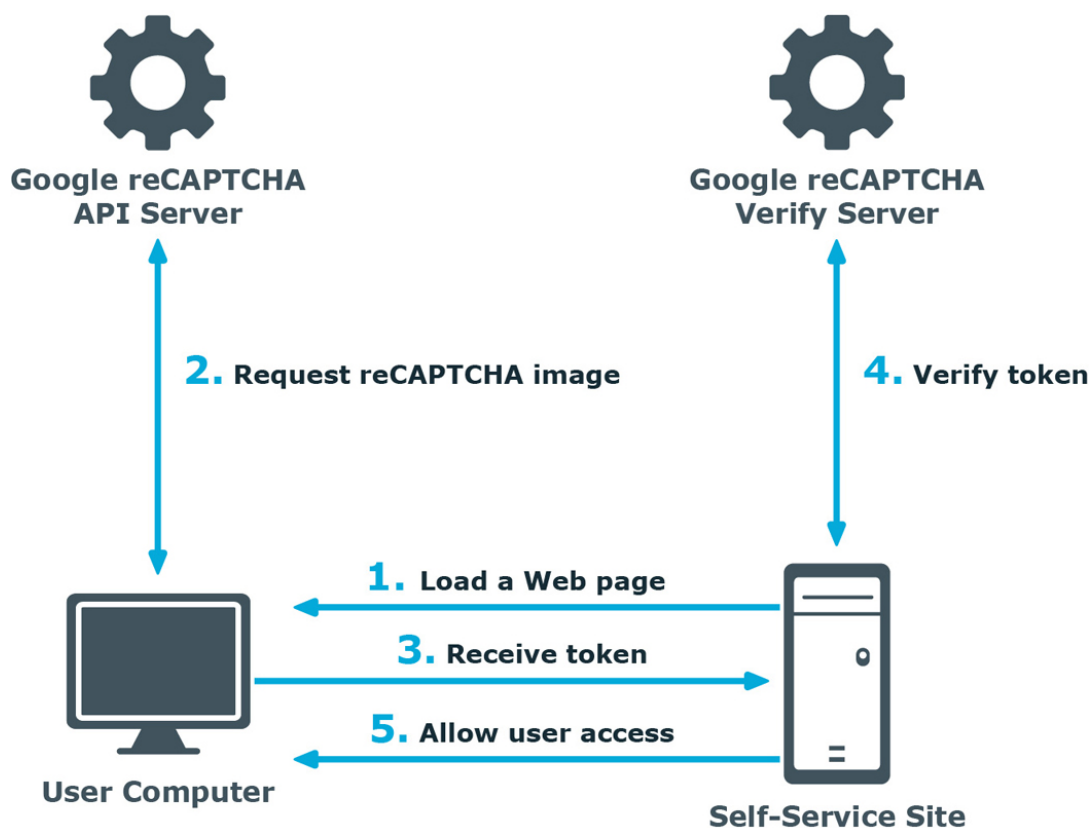 Google reCAPTCHA
API Server
Google reCAPTCHA
Verify Server
2. Request reCAPTCHA image
4. Verify token
1. Load a Web page
3. Receive token
5. Allow user access
User Computer
Self-Service Site